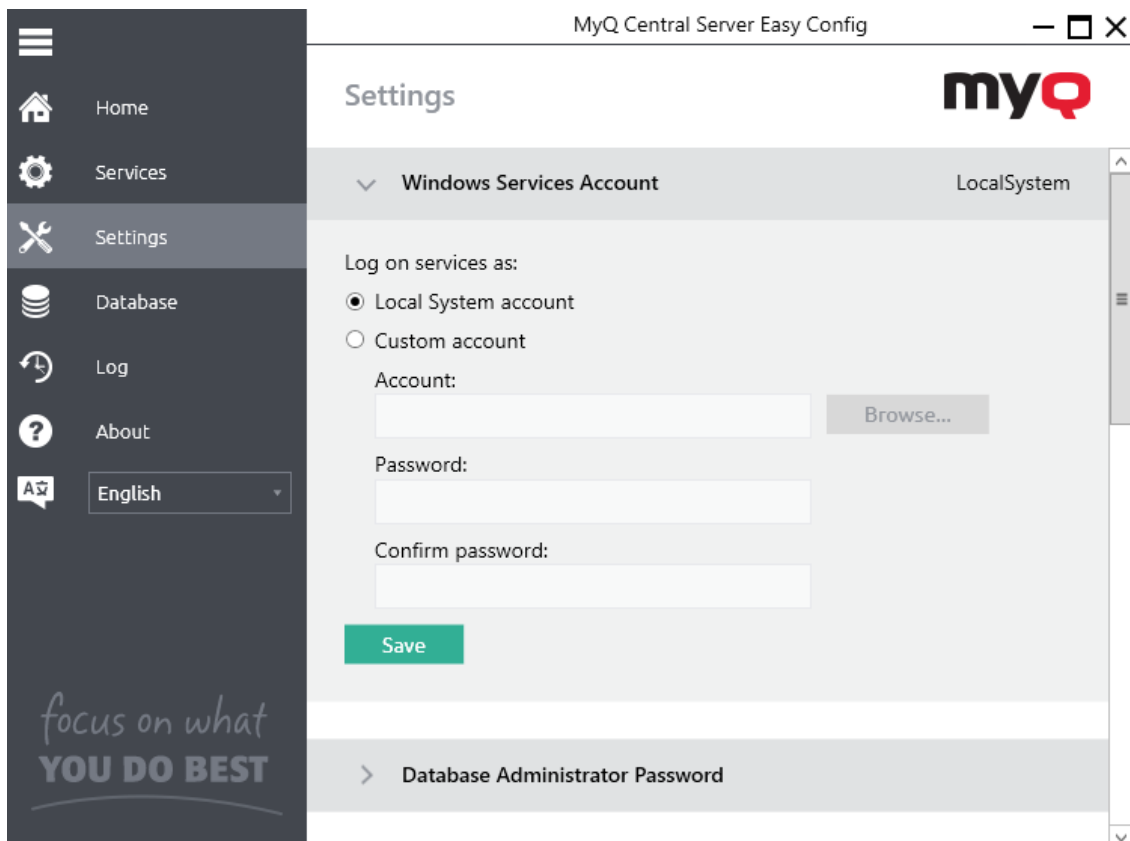 MyQ Central Server Easy Config
Home
Services
Settings
Database
Log
About
English
focus on what
YOU DO BEST
Settings
myQ
Windows Services Account LocalSystem
Log on services as:
Local System account
Custom account
Account:
Browse...
Password:
Confirm password:
Save
Database Administrator Password